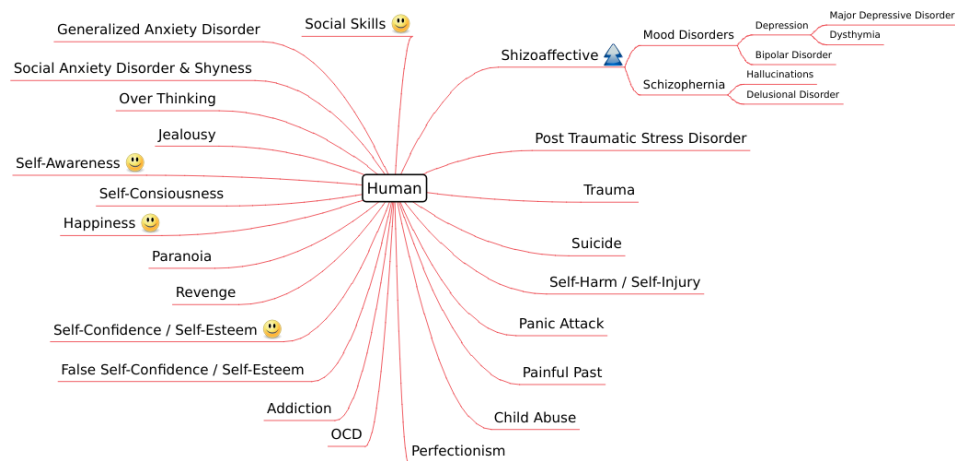 Social Skills
Generalized Anxiety Disorder
Social Anxiety Disorder & Shyness
Over Thinking
Jealousy
Self-Awareness
Self-Consiousness
Happiness
Paranoia
Revenge
Self-Confidence / Self-Esteem
False Self-Confidence / Self-Esteem
Addiction
OCD
Human
Shizoaffective
Mood Disorders
Depression
Major Depressive Disorder
Dysthymia
Bipolar Disorder
Schizophernia
Hallucinations
Delusional Disorder
Post Traumatic Stress Disorder
Trauma
Suicide
Self-Harm / Self-Injury
Panic Attack
Painful Past
Child Abuse
Perfectionism